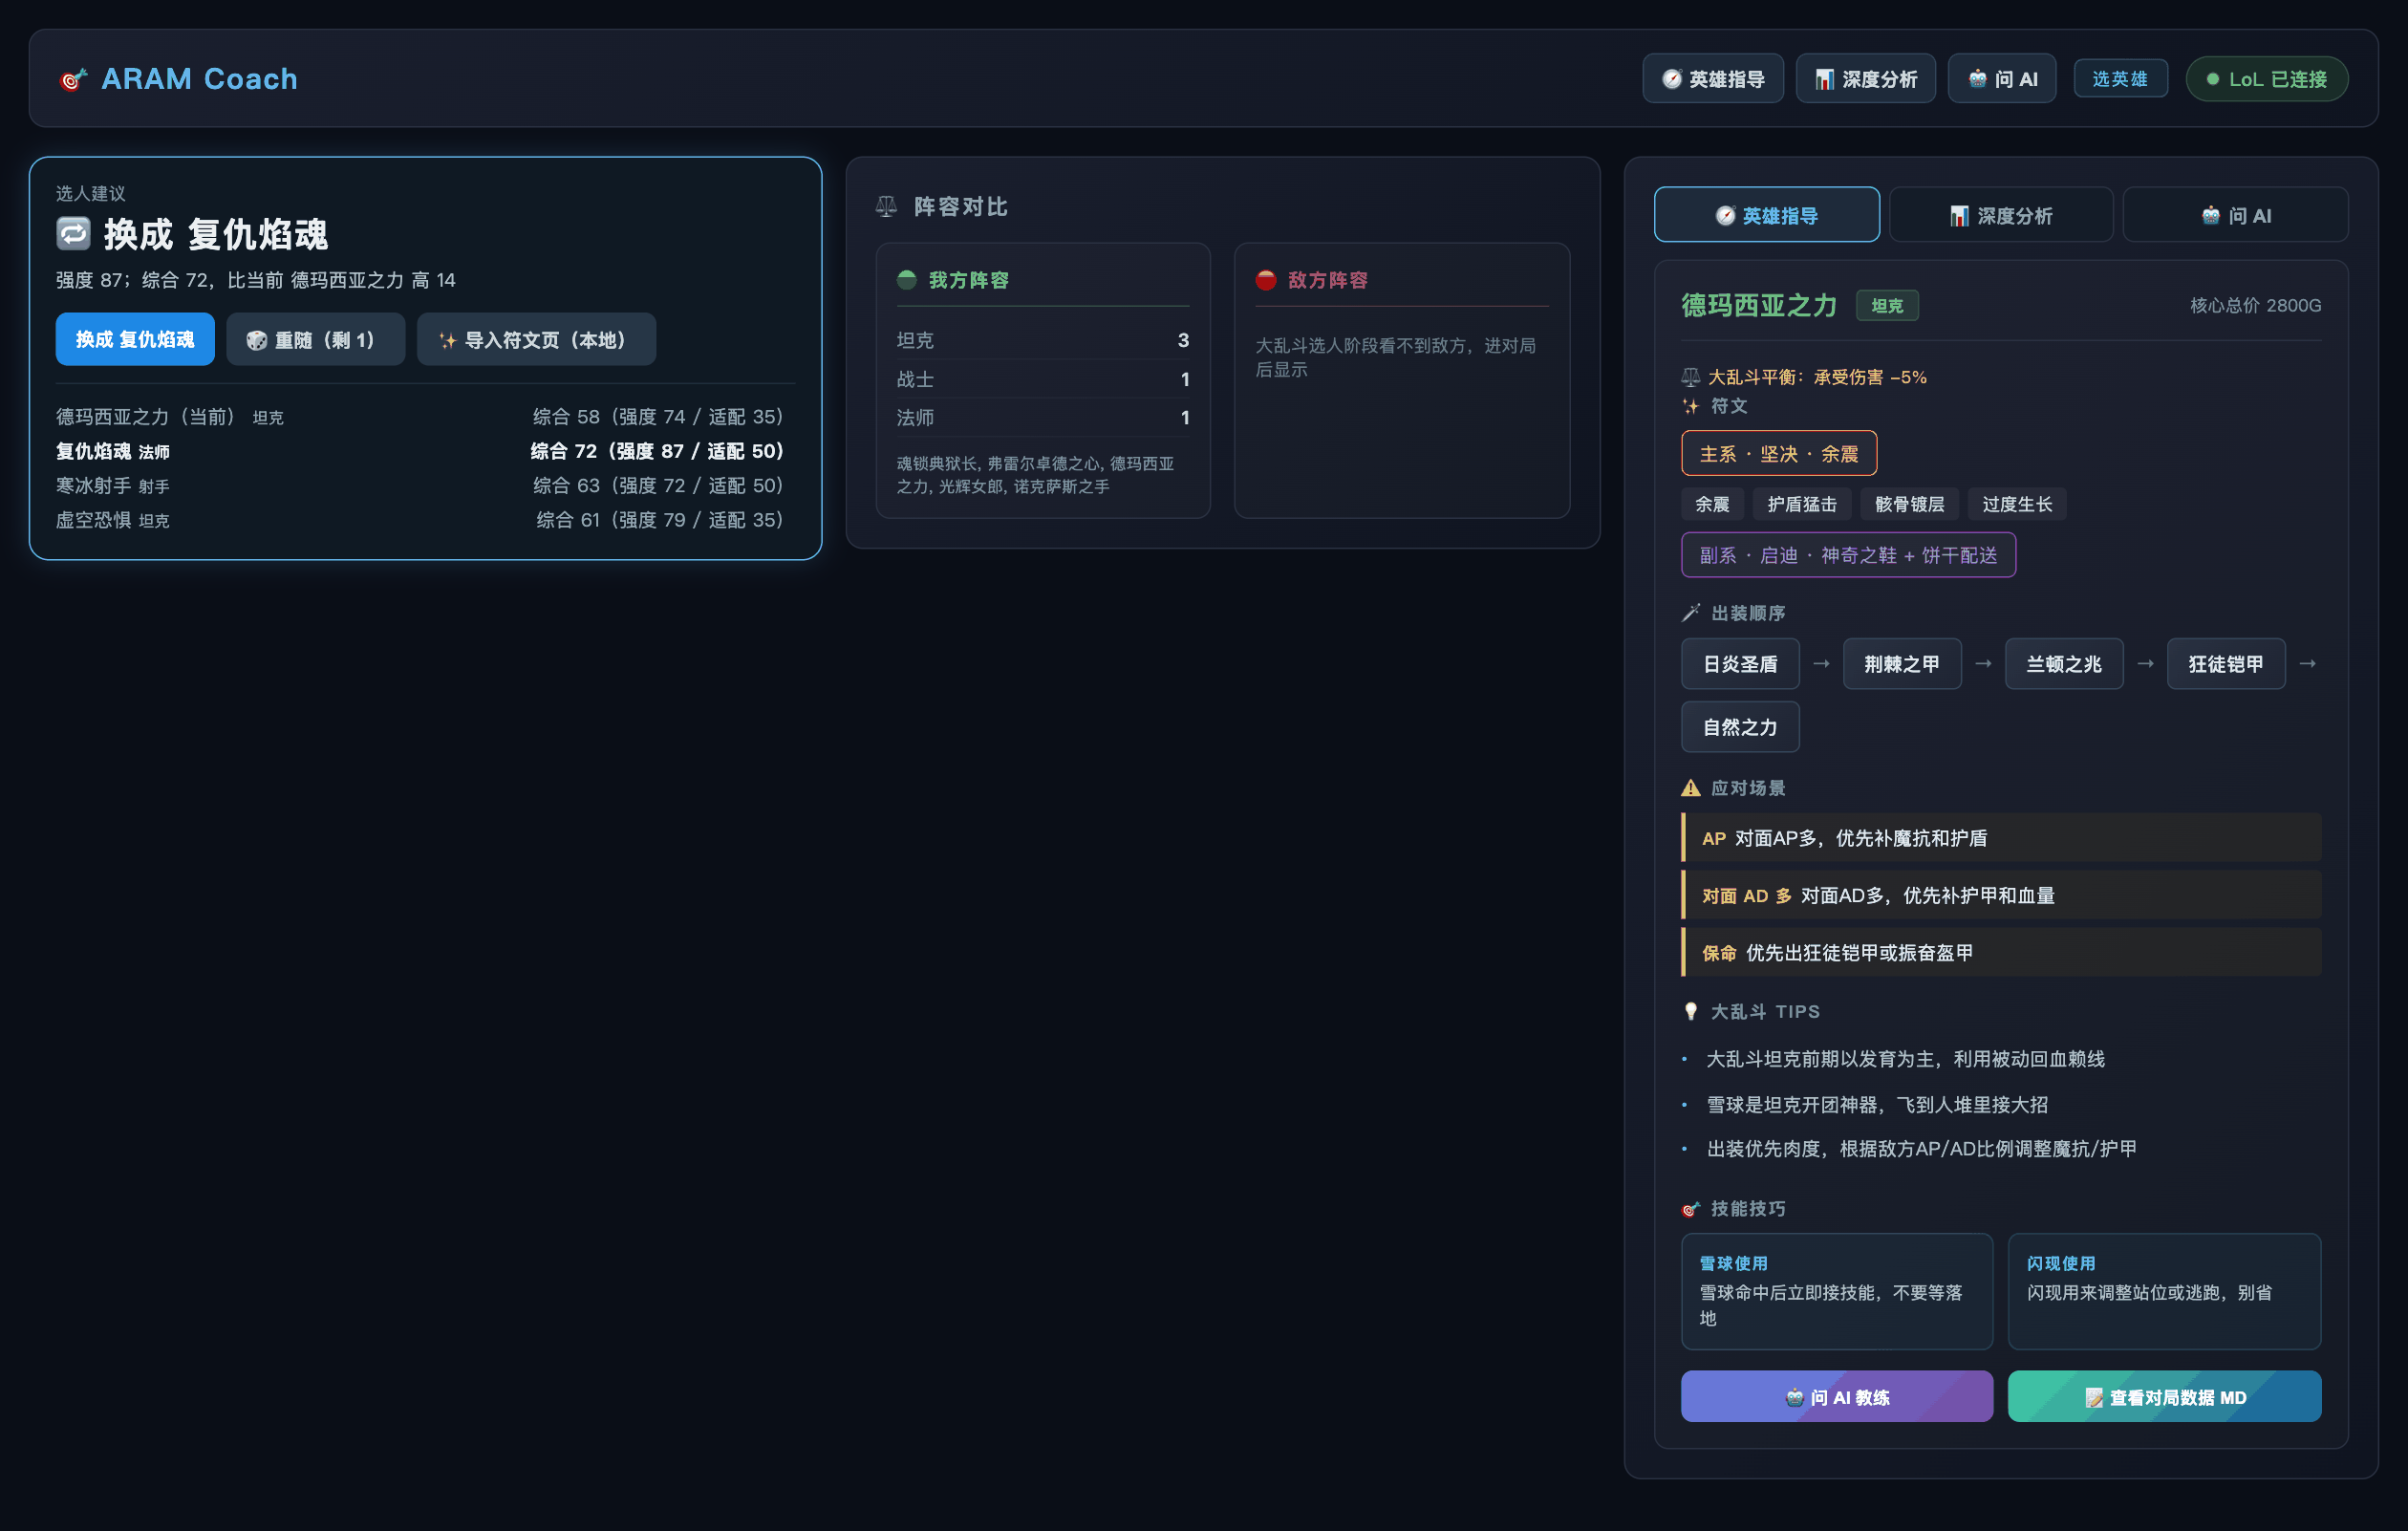 ARAM Coach
英雄指导
深度分析
问 AI
选英雄
LoL 已连接
选人建议
换成 复仇焰魂
强度 87；综合 72，比当前 德玛西亚之力 高 14
换成 复仇焰魂
重随（剩 1）
导入符文页（本地）
德玛西亚之力（当前） 坦克 综合 58（强度 74 / 适配 35）
复仇焰魂 法师 综合 72（强度 87 / 适配 50）
寒冰射手 射手 综合 63（强度 72 / 适配 50）
虚空恐惧 坦克 综合 61（强度 79 / 适配 35）
阵容对比
我方阵容
坦克 3
战士 1
法师 1
魂锁典狱长, 弗雷尔卓德之心, 德玛西亚
之力, 光辉女郎, 诺克萨斯之手
敌方阵容
大乱斗选人阶段看不到敌方，进对局
后显示
英雄指导
深度分析
问 AI
德玛西亚之力 坦克 核心总价 2800G
大乱斗平衡：承受伤害 -5%
符文
主系 · 坚决 · 余震
余震 护盾猛击 骸骨镀层 过度生长
副系 · 启迪 · 神奇之鞋 + 饼干配送
出装顺序
日炎圣盾 → 荆棘之甲 → 兰顿之兆 → 狂徒铠甲 →
自然之力
应对场景
AP 对面AP多，优先补魔抗和护盾
对面 AD 多 对面AD多，优先补护甲和血量
保命 优先出狂徒铠甲或振奋盔甲
大乱斗 TIPS
• 大乱斗坦克前期以发育为主，利用被动回血赖线
• 雪球是坦克开团神器，飞到人堆里接大招
• 出装优先肉度，根据敌方AP/AD比例调整魔抗/护甲
技能技巧
雪球使用
雪球命中后立即接技能，不要等落
地
闪现使用
闪现用来调整站位或逃跑，别省
问 AI 教练
查看对局数据 MD